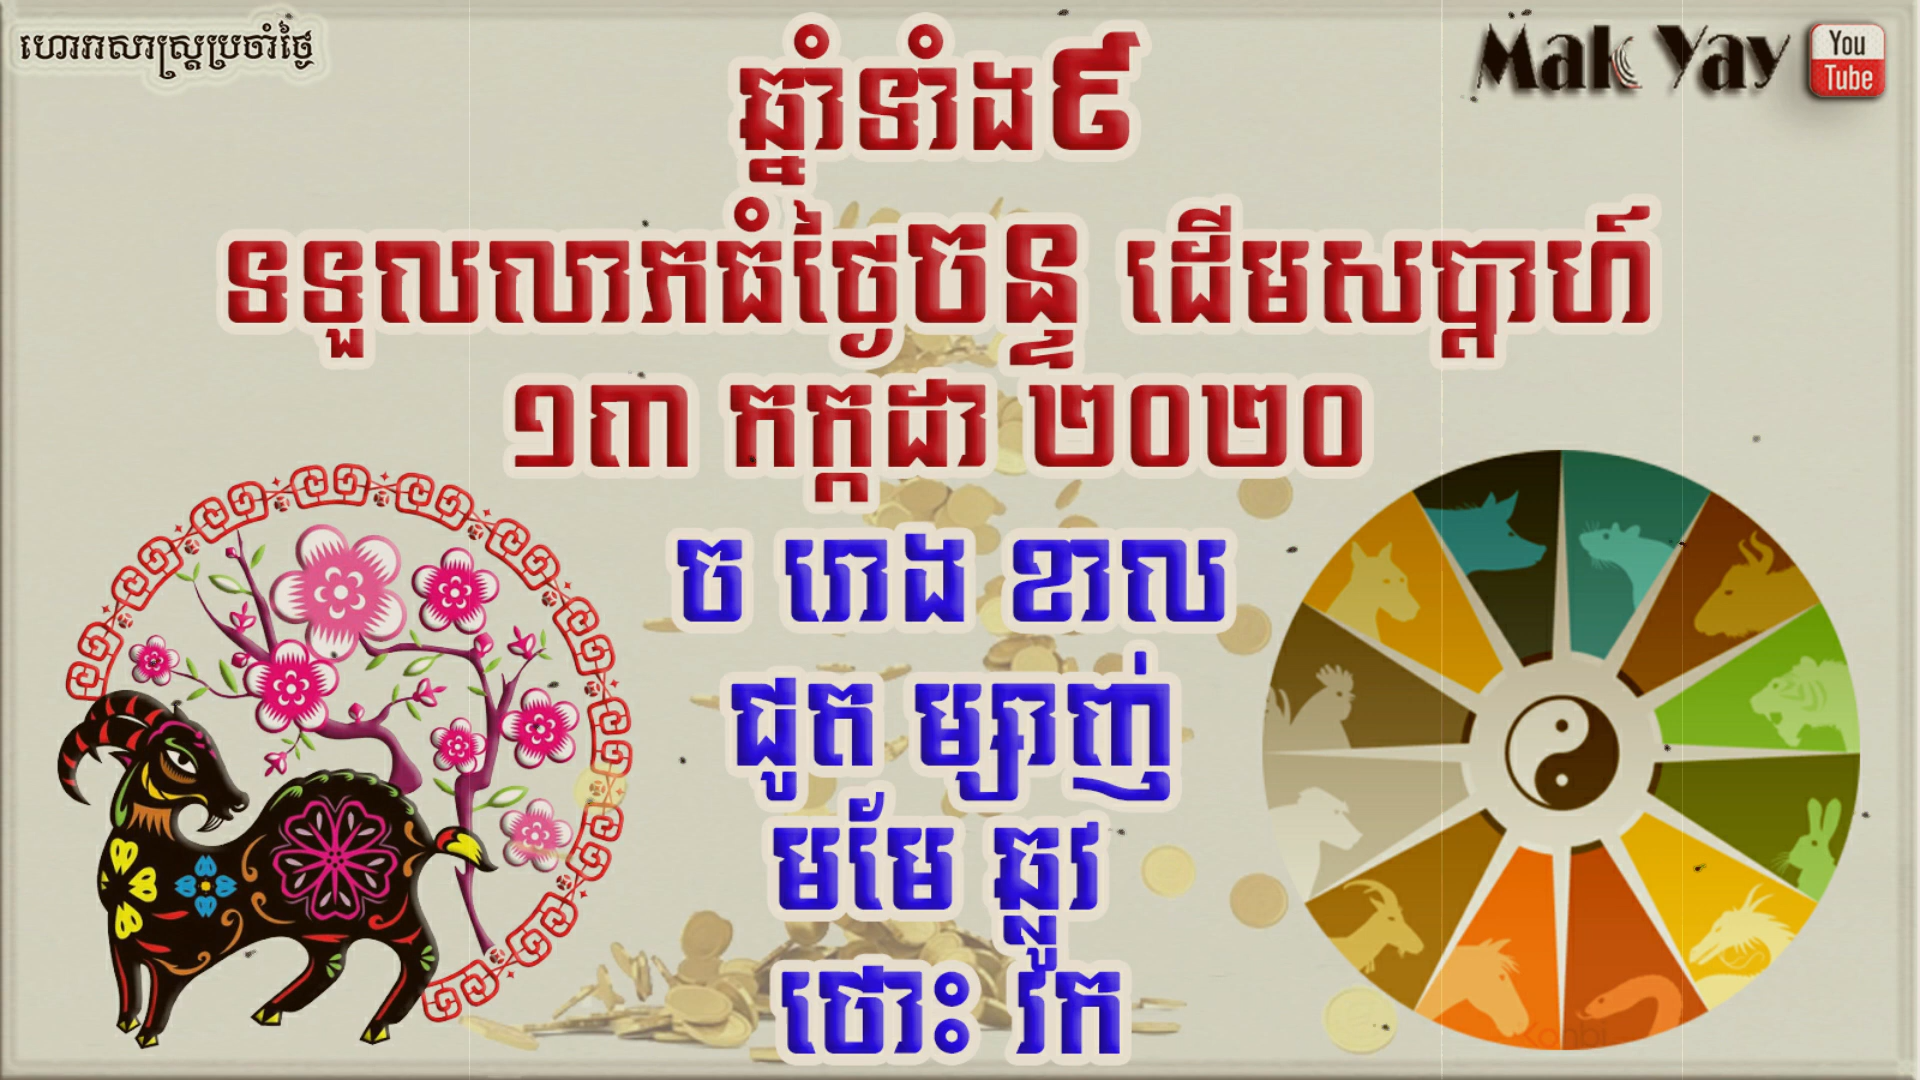 ហោរាសាស្ត្រប្រចាំថ្ងៃ
Mak Yay
You
Tube
ឆ្នាំទាំង៩
ទទួលលាភធំថ្ងៃចន្ទ ដើមសប្តាហ៍
១៣ កក្កដា ២០២០
ច រោង ខាល
ជូត ម្សាញ់
មមែ ឆ្លូវ
ថោះ វក